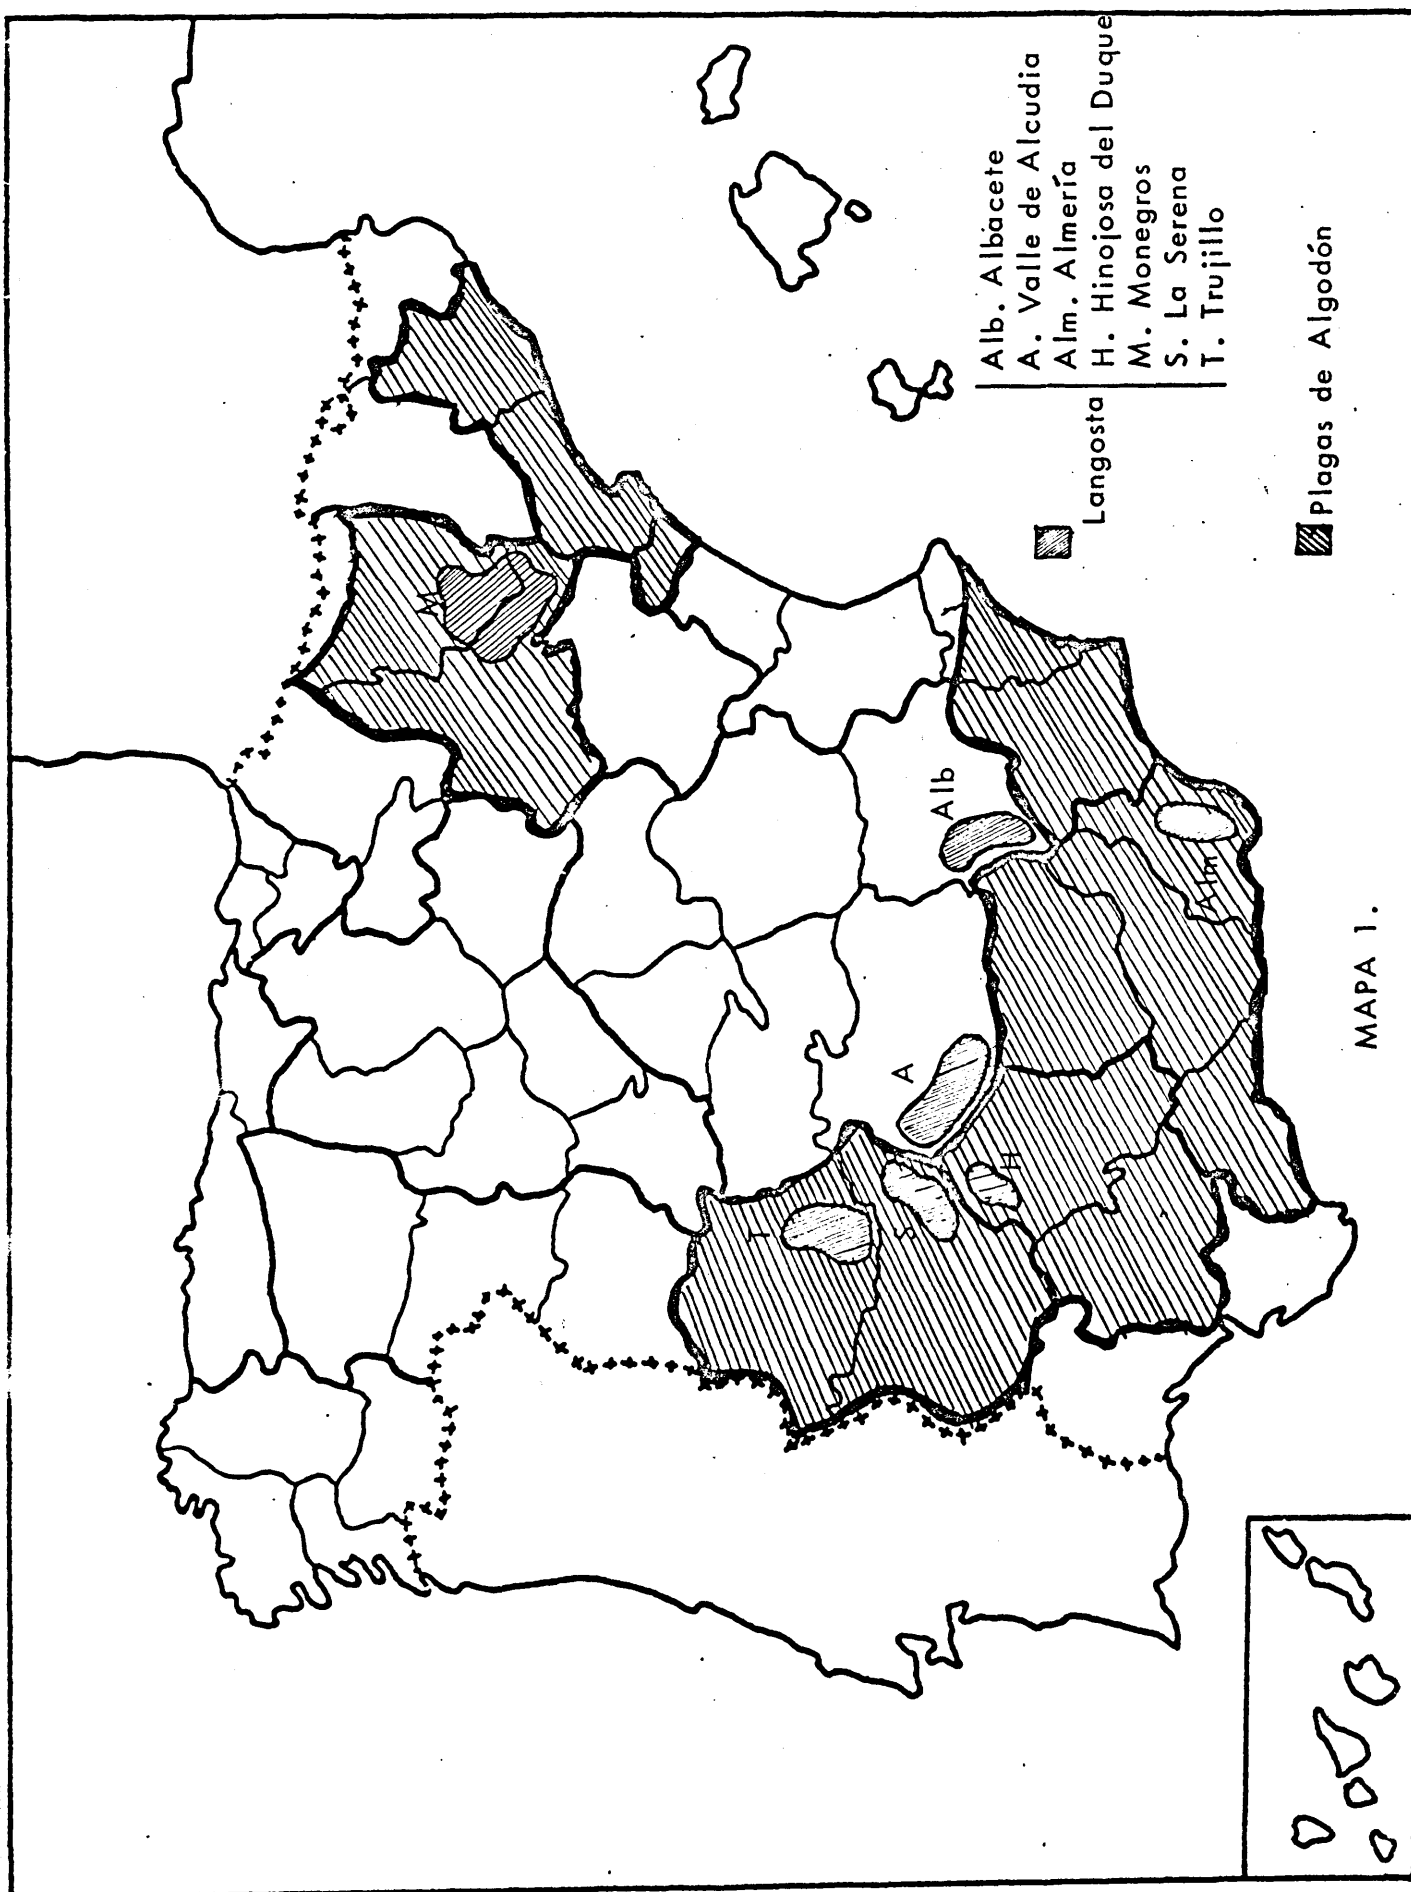 M
Alb
A
T
S
H
Alm
Langosta
Alb. Albacete
A. Valle de Alcudia
Alm. Almería
H. Hinojosa del Duque
M. Monegros
S. La Serena
T. Trujillo
Plagas de Algodón
MAPA 1.